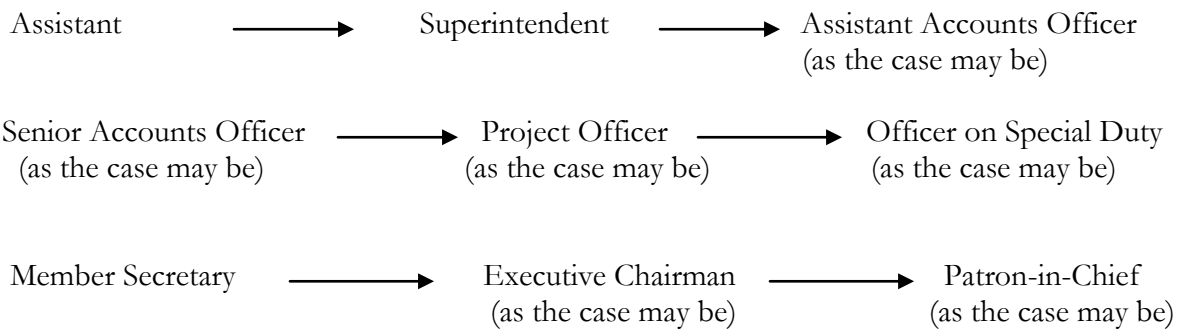 Assistant Superintendent Assistant Accounts Officer
(as the case may be)
Senior Accounts Officer Project Officer Officer on Special Duty
(as the case may be) (as the case may be) (as the case may be)
Member Secretary Executive Chairman Patron-in-Chief
(as the case may be) (as the case may be)